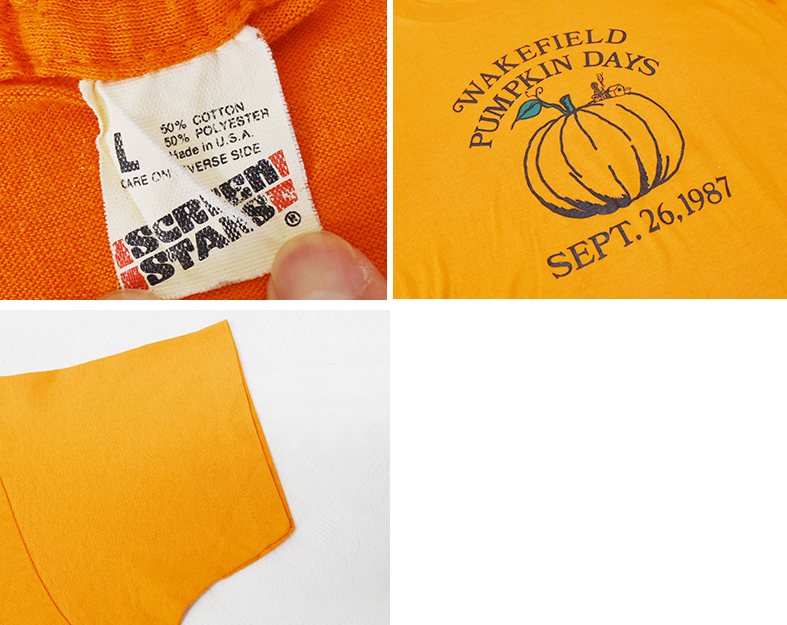 50% COTTON
50% POLYESTER
L
Made in U.S.A.
CARE ON REVERSE SIDE
SCREEN
STARS
®
WAKEFIELD
PUMPKIN DAYS
SEPT. 26, 1987